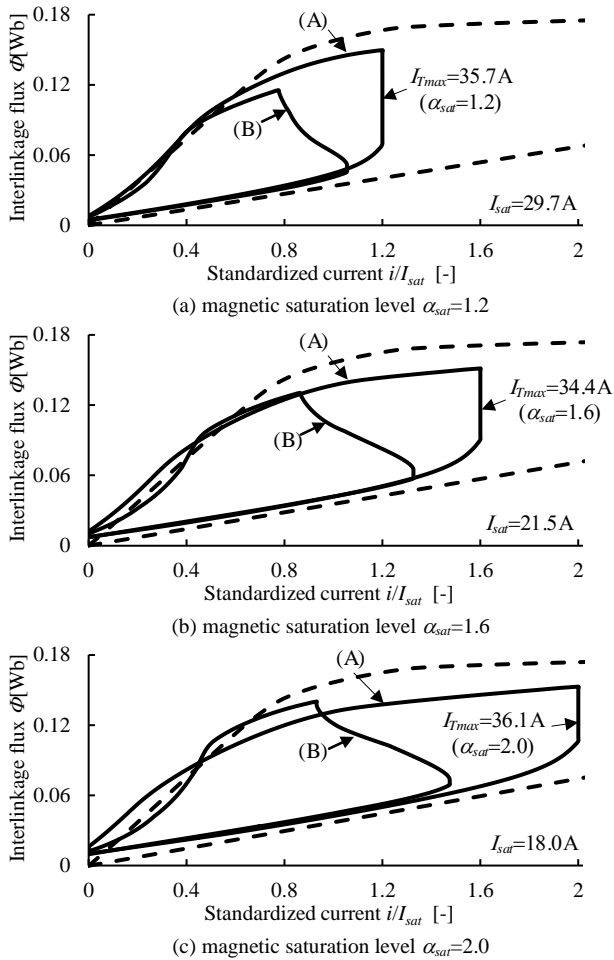 Interlinkage flux Φ[Wb]
0.18
0.12
0.06
0
(A)
(B)
I_Tmax=35.7A
(α_sat=1.2)
I_sat=29.7A
0 0.4 0.8 1.2 1.6 2
Standardized current i/I_sat [-]
(a) magnetic saturation level α_sat=1.2
Interlinkage flux Φ[Wb]
0.18
0.12
0.06
0
(A)
(B)
I_Tmax=34.4A
(α_sat=1.6)
I_sat=21.5A
0 0.4 0.8 1.2 1.6 2
Standardized current i/I_sat [-]
(b) magnetic saturation level α_sat=1.6
Interlinkage flux Φ[Wb]
0.18
0.12
0.06
0
(A)
(B)
I_Tmax=36.1A
(α_sat=2.0)
I_sat=18.0A
0 0.4 0.8 1.2 1.6 2
Standardized current i/I_sat [-]
(c) magnetic saturation level α_sat=2.0